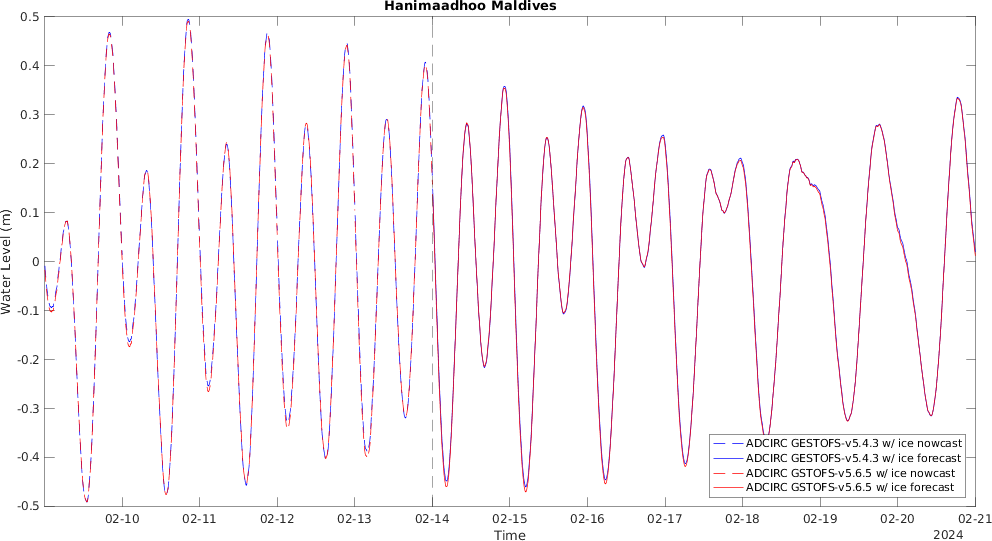 Hanimaadhoo Maldives
Water Level (m)
0.5
0.4
0.3
0.2
0.1
0
-0.1
-0.2
-0.3
-0.4
-0.5
02-10 02-11 02-12 02-13 02-14 02-15 02-16 02-17 02-18 02-19 02-20 02-21
Time
2024
ADCIRC GESTOFS-v5.4.3 w/ ice nowcast
ADCIRC GESTOFS-v5.4.3 w/ ice forecast
ADCIRC GSTOFS-v5.6.5 w/ ice nowcast
ADCIRC GSTOFS-v5.6.5 w/ ice forecast